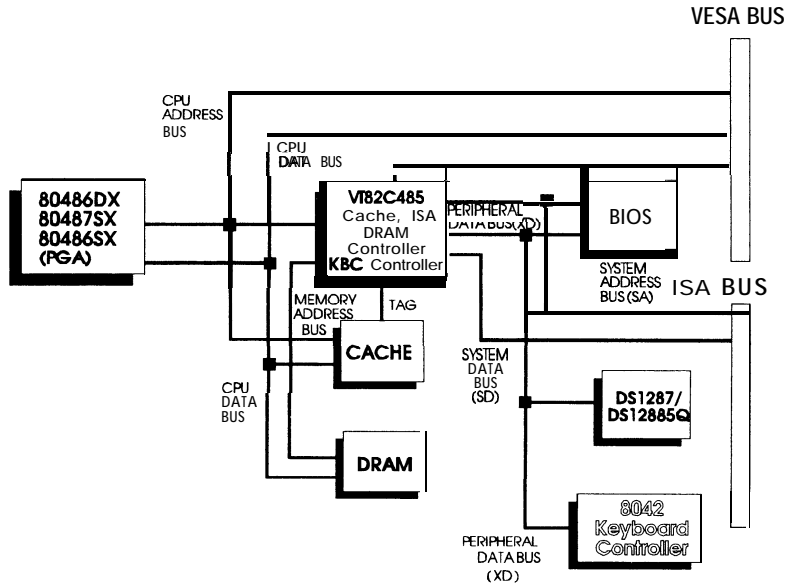 VESA BUS
CPU
ADDRESS
BUS
CPU
DATA BUS
80486DX
80487SX
80486SX
(PGA)
VT82C485
Cache, ISA
DRAM
Controller
KBC Controller
PERIPHERAL
DATA BUS(XD)
BIOS
SYSTEM
ADDRESS
BUS (SA)
ISA BUS
MEMORY
ADDRESS
BUS
TAG
CACHE
SYSTEM
DATA
BUS
(SD)
CPU
DATA
BUS
DS1287/
DS12885Q
DRAM
8042
Keyboard
Controller
PERIPHERAL
DATA BUS
(XD)